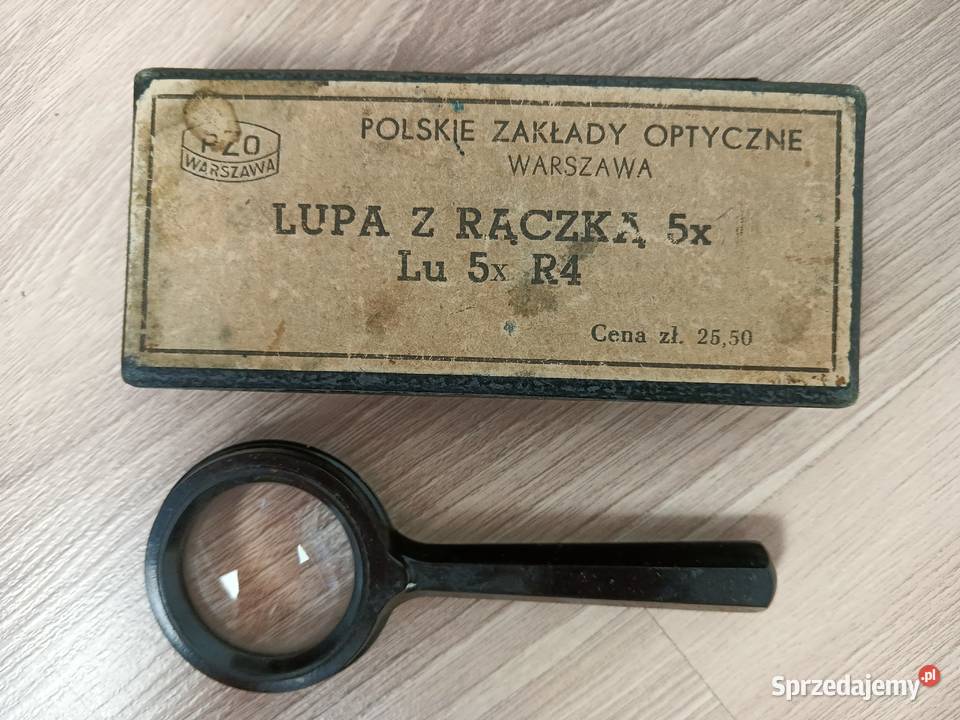 PZO
WARSZAWA
POLSKIE ZAKŁADY OPTYCZNE
WARSZAWA
LUPA Z RĄCZKĄ 5x
Lu 5x R4
Cena zł. 25,50
Sprzedajemy.pl